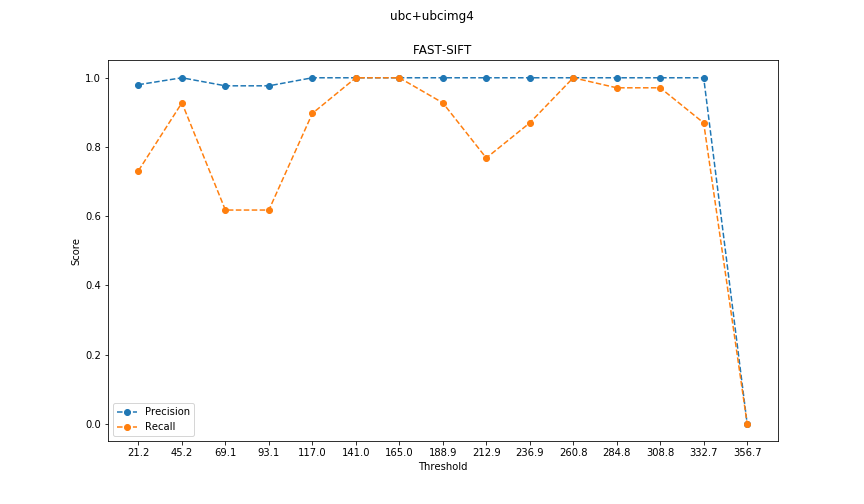 ubc+ubcimg4
FAST-SIFT
1.0
0.8
0.6
0.4
0.2
0.0
Score
Precision
Recall
21.2 45.2 69.1 93.1 117.0 141.0 165.0 188.9 212.9 236.9 260.8 284.8 308.8 332.7 356.7
Threshold